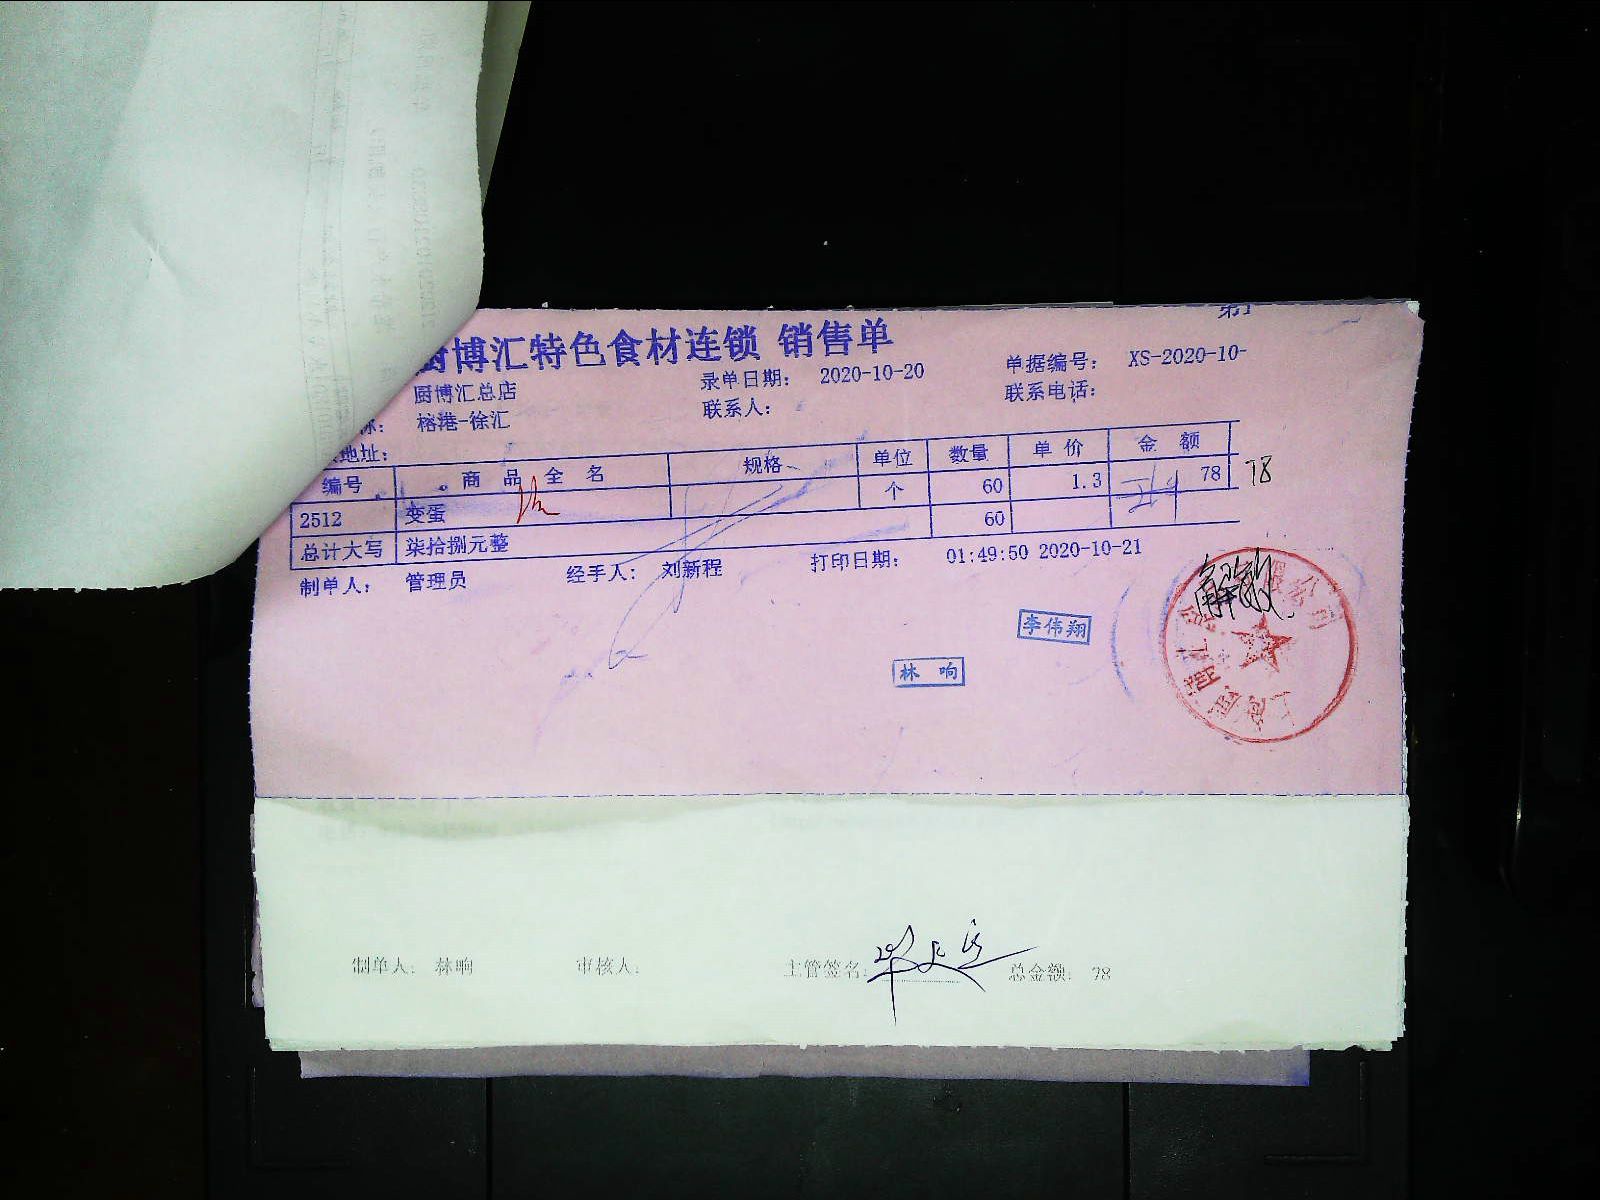 厨博汇特色食材连锁 销售单
厨博汇总店 录单日期: 2020-10-20 单据编号: XS-2020-10-
称: 榕港-徐汇 联系人: 联系电话:
地址:
编号 商品全名 规格 单位 数量 单价 金额
2512 变蛋 个 60 1.3 78 78
总计大写 柒拾捌元整 60
制单人: 管理员 经手人: 刘新程 打印日期: 01:49:50 2020-10-21
李伟翔
林响
制单人: 林响 审核人: 主管签名: 总金额: 78